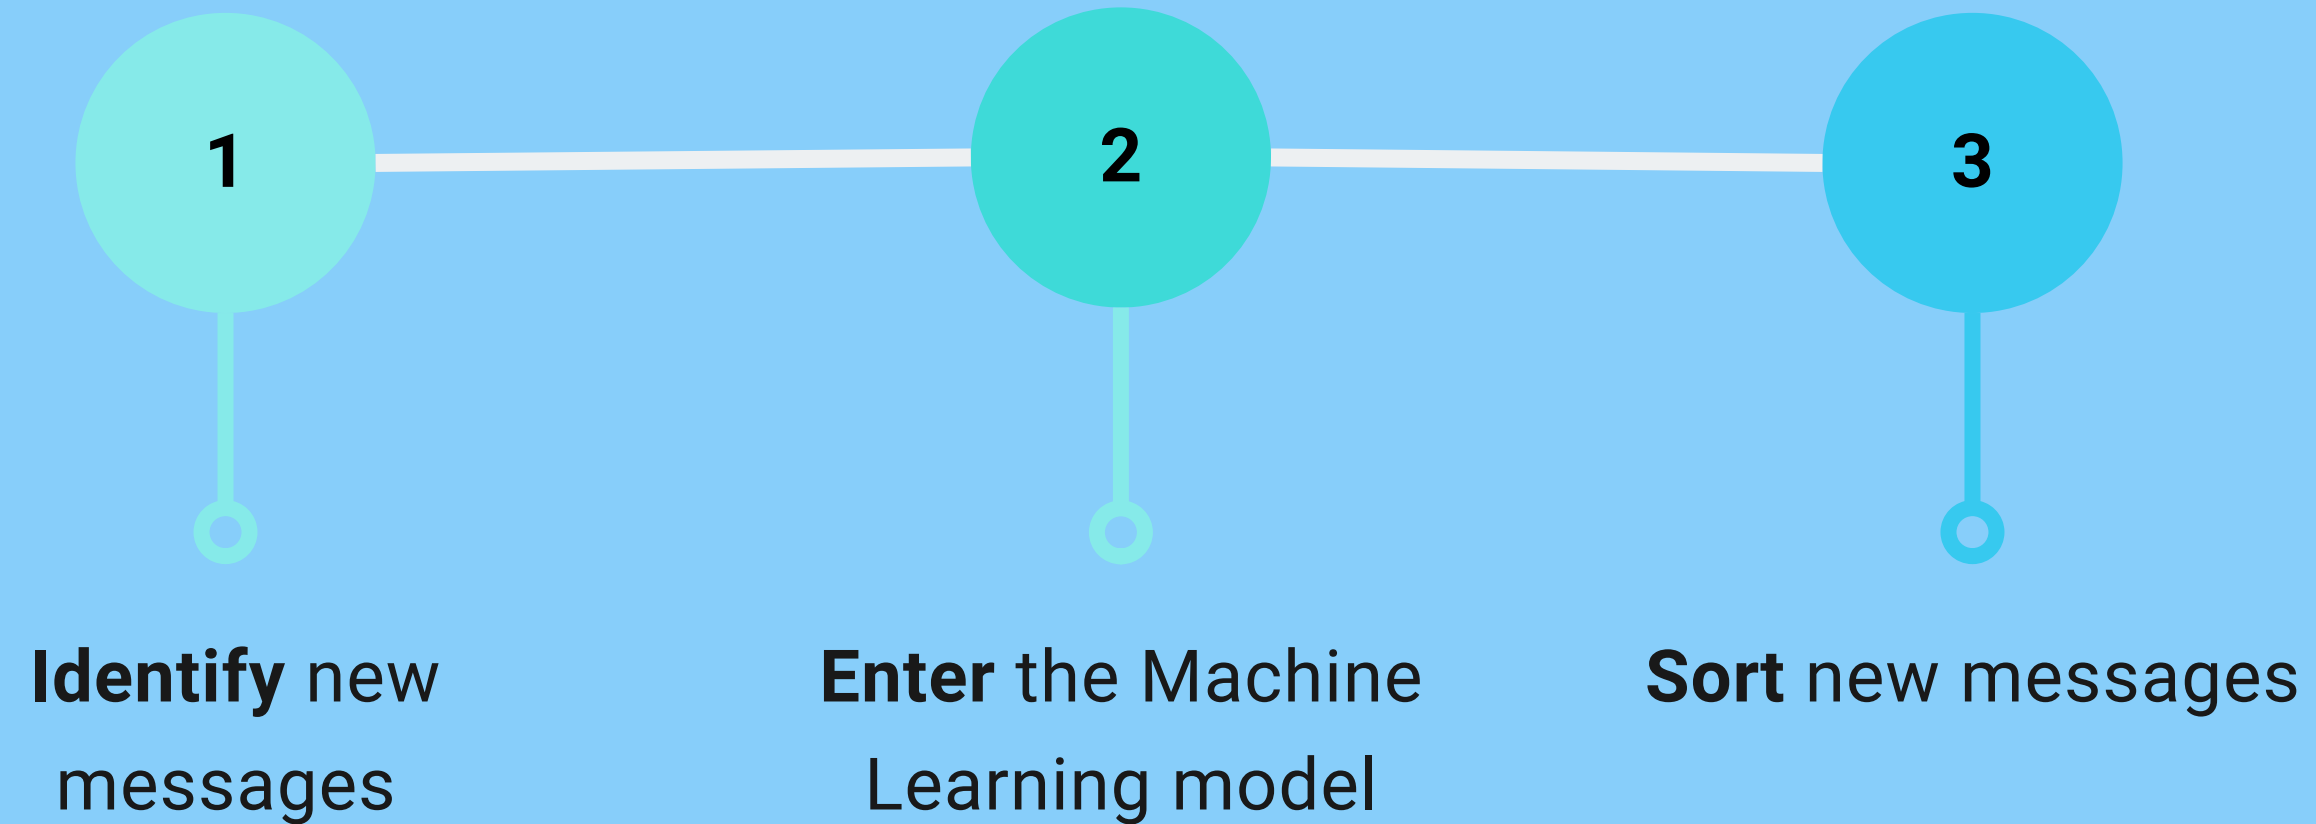 1
2
3
Identify new
messages
Enter the Machine
Learning model
Sort new messages